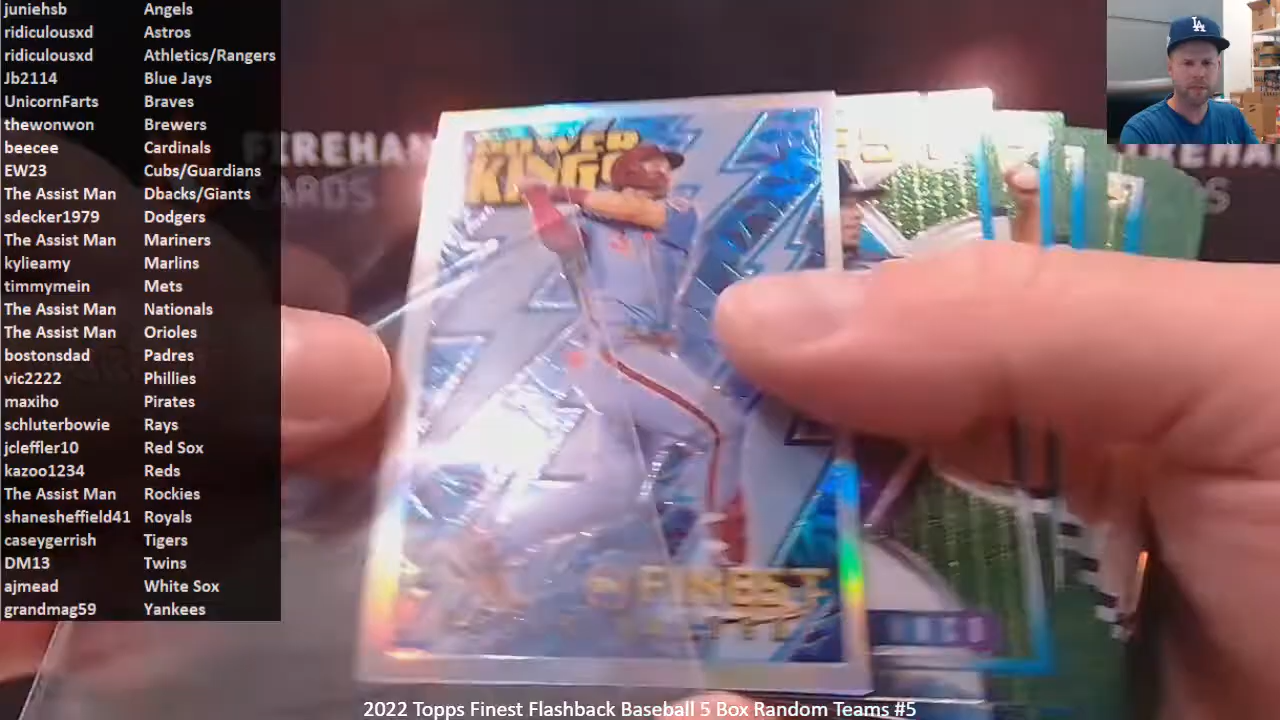 juniehsb Angels
ridiculousxd Astros
ridiculousxd Athletics/Rangers
Jb2114 Blue Jays
UnicornFarts Braves
thewonwon Brewers
beecee Cardinals
EW23 Cubs/Guardians
The Assist Man Dbacks/Giants
sdecker1979 Dodgers
The Assist Man Mariners
kylieamy Marlins
timmymein Mets
The Assist Man Nationals
The Assist Man Orioles
bostonsdad Padres
vic2222 Phillies
maxiho Pirates
schluterbowie Rays
jcleffler10 Red Sox
kazoo1234 Reds
The Assist Man Rockies
shanesheffield41 Royals
caseygerrish Tigers
DM13 Twins
ajmead White Sox
grandmag59 Yankees
FIREHAN
CARDS
POWER
KINGS
FINEST
LA
2022 Topps Finest Flashback Baseball 5 Box Random Teams #5